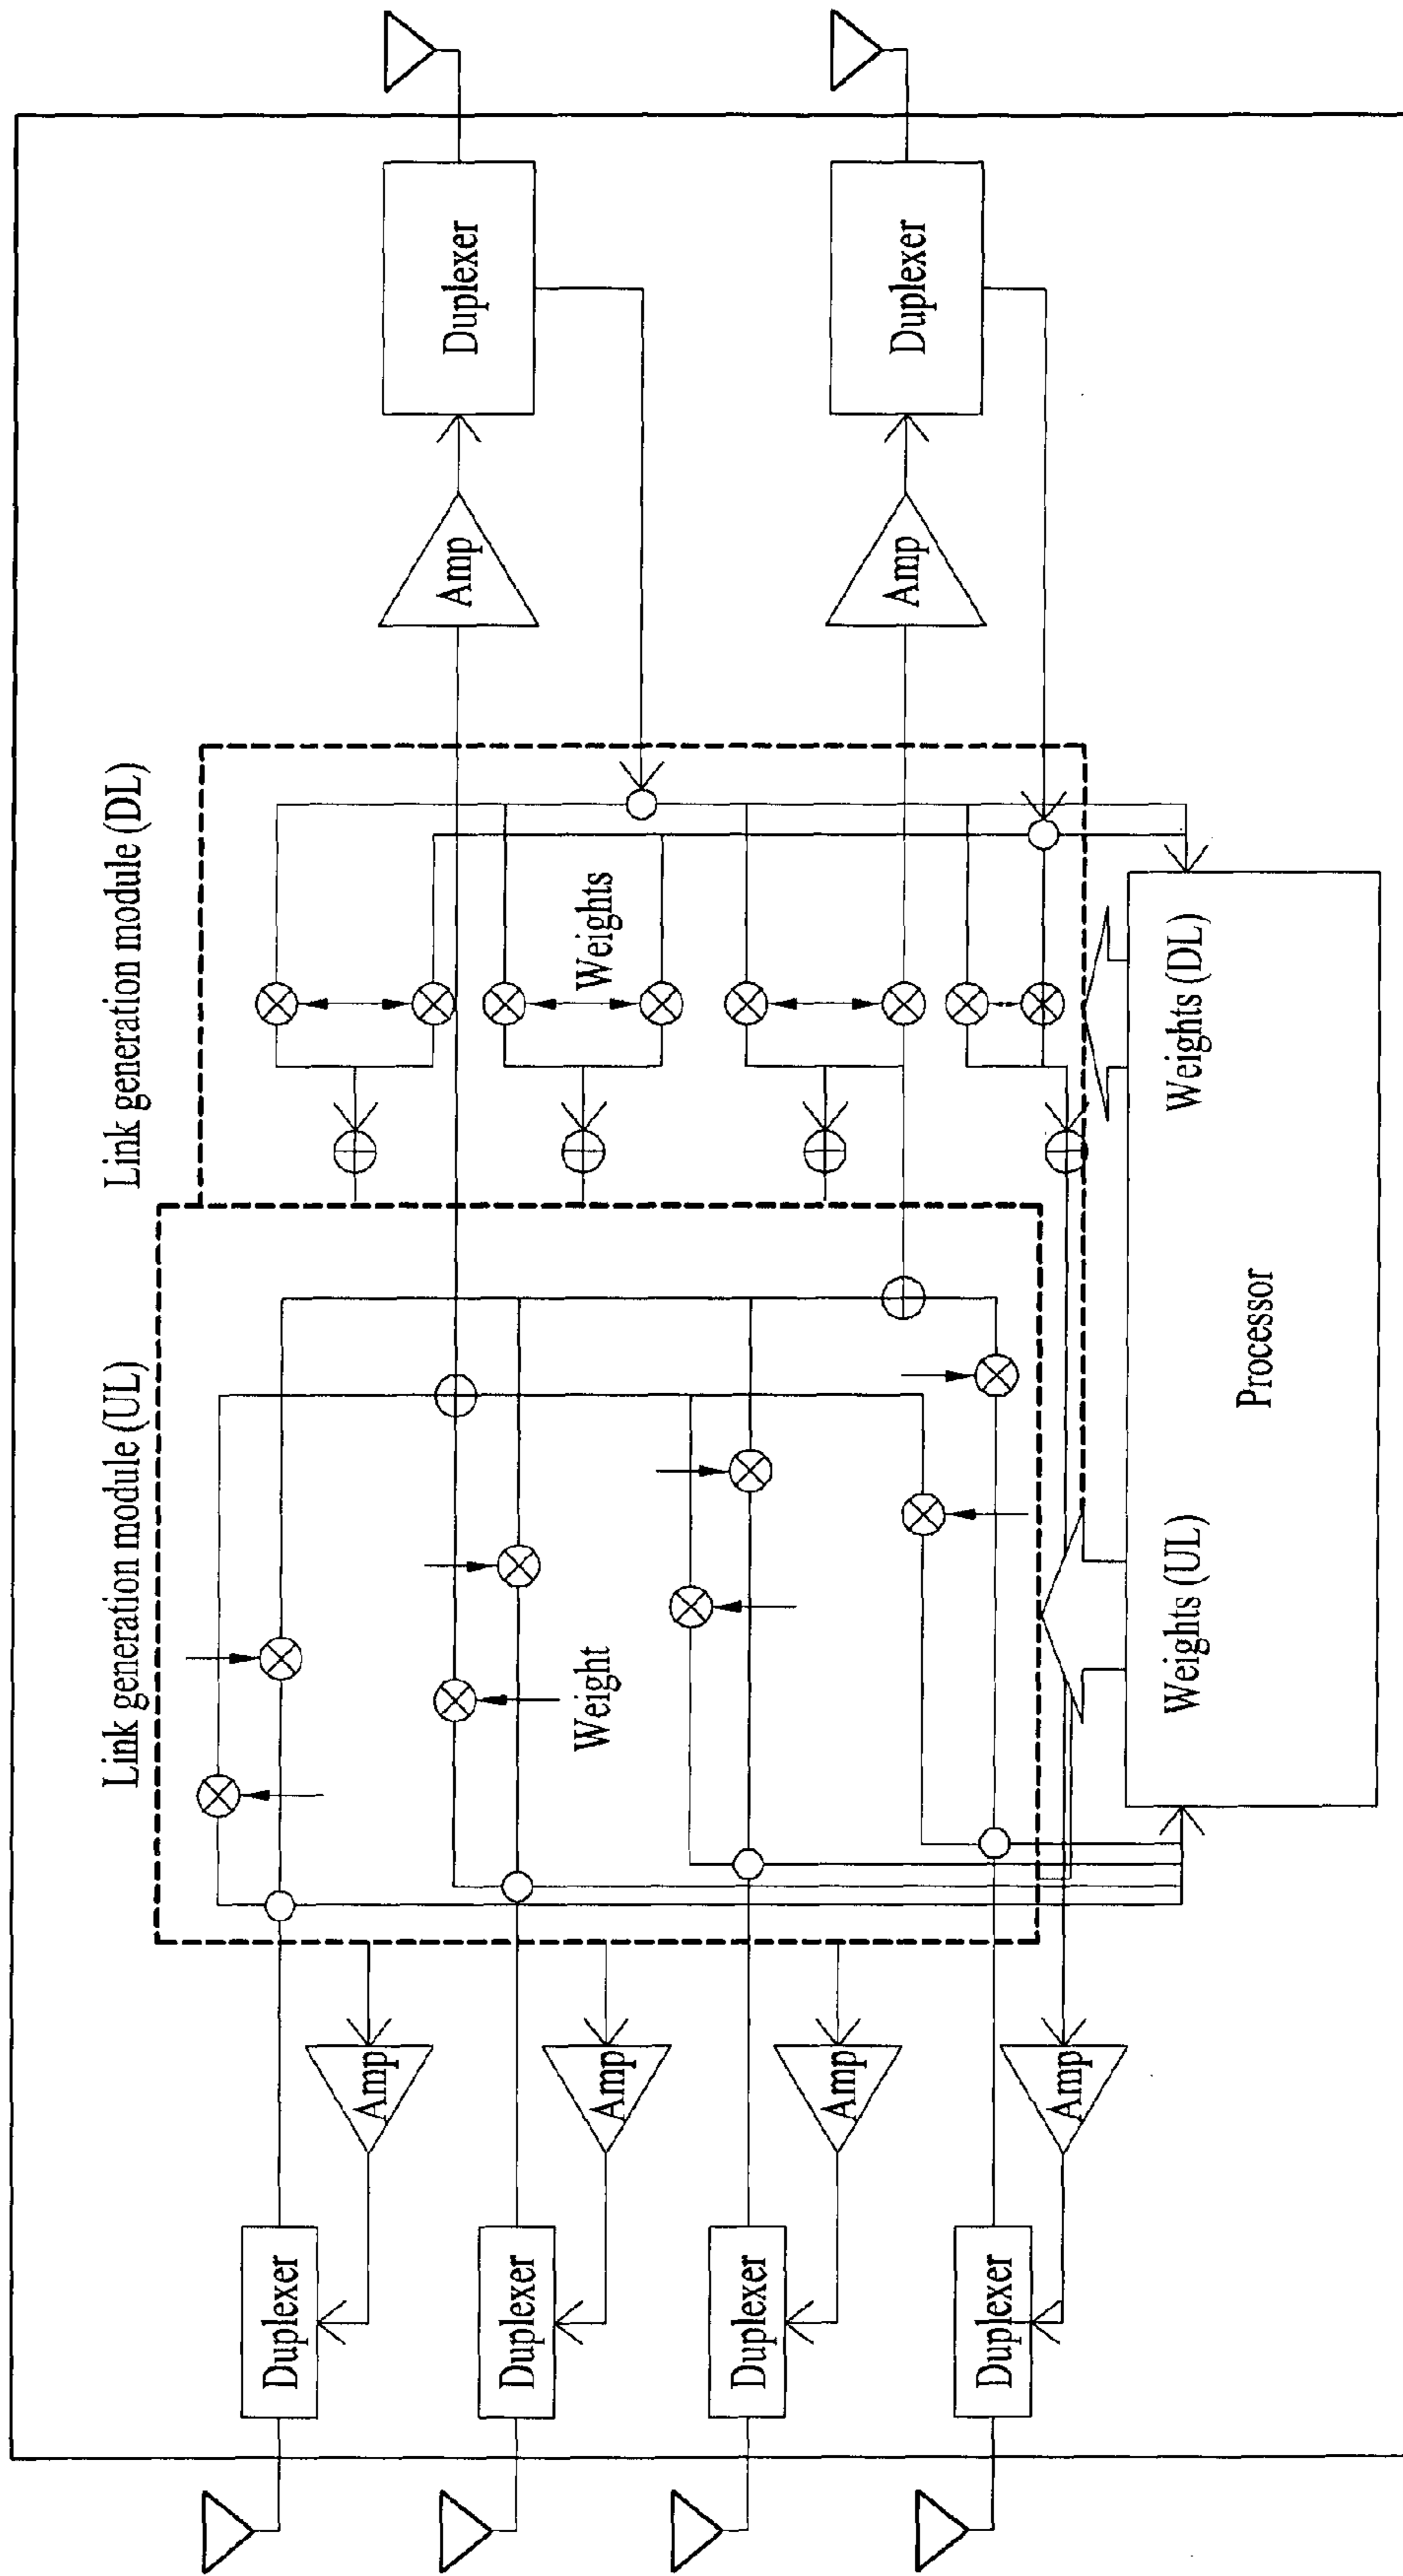 Link generation module (UL)
Link generation module (DL)
Duplexer
Amp
Amp
Duplexer
Duplexer
Amp
Weight
Weights
Duplexer
Amp
Amp
Duplexer
Duplexer
Amp
Weights (UL)
Weights (DL)
Processor